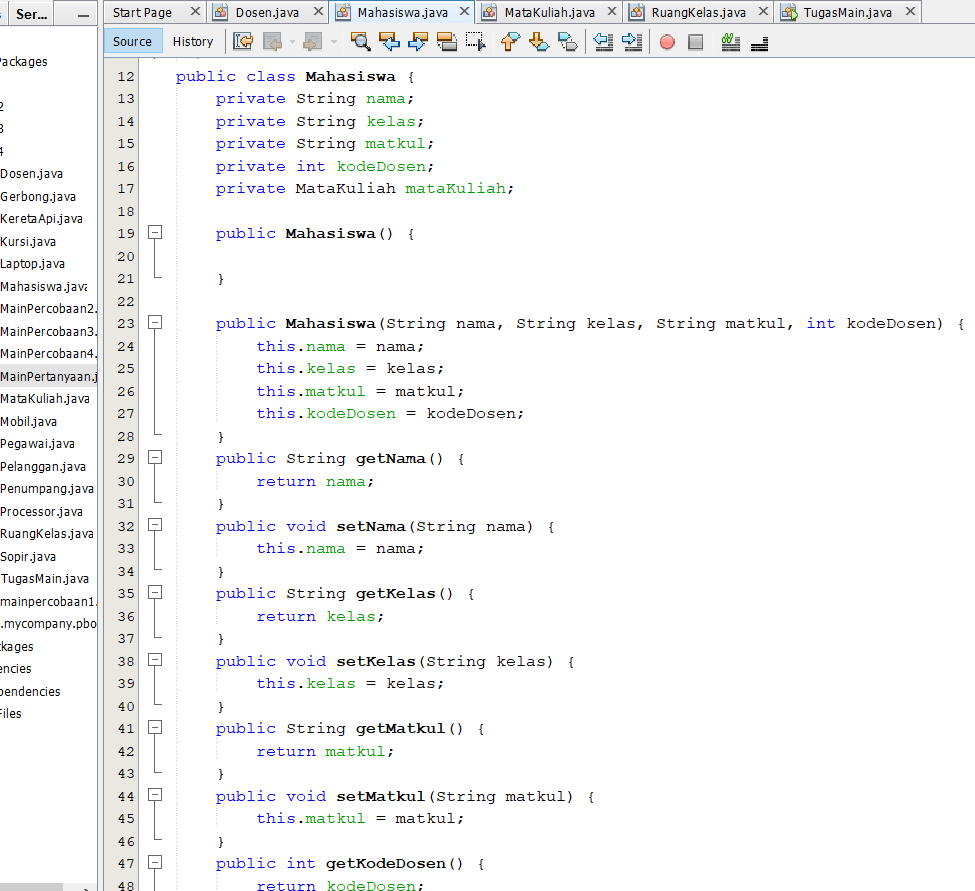 Ser...
Start Page Dosen.java Mahasiswa.java MataKuliah.java RuangKelas.java TugasMain.java
Source History
Packages
2
3
4
Dosen.java
Gerbong.java
KeretaApi.java
Kursi.java
Laptop.java
Mahasiswa.java
MainPercobaan2.
MainPercobaan3.
MainPercobaan4.
MainPertanyaan.j
MataKuliah.java
Mobil.java
Pegawai.java
Pelanggan.java
Penumpang.java
Processor.java
RuangKelas.java
Sopir.java
TugasMain.java
mainpercobaan1.
.mycompany.pbo
kages
encies
pendencies
Files
12 public class Mahasiswa {
13 private String nama;
14 private String kelas;
15 private String matkul;
16 private int kodeDosen;
17 private MataKuliah mataKuliah;
18
19 public Mahasiswa() {
20
21 }
22
23 public Mahasiswa(String nama, String kelas, String matkul, int kodeDosen) {
24 this.nama = nama;
25 this.kelas = kelas;
26 this.matkul = matkul;
27 this.kodeDosen = kodeDosen;
28 }
29 public String getNama() {
30 return nama;
31 }
32 public void setNama(String nama) {
33 this.nama = nama;
34 }
35 public String getKelas() {
36 return kelas;
37 }
38 public void setKelas(String kelas) {
39 this.kelas = kelas;
40 }
41 public String getMatkul() {
42 return matkul;
43 }
44 public void setMatkul(String matkul) {
45 this.matkul = matkul;
46 }
47 public int getKodeDosen() {
48 return kodeDosen;